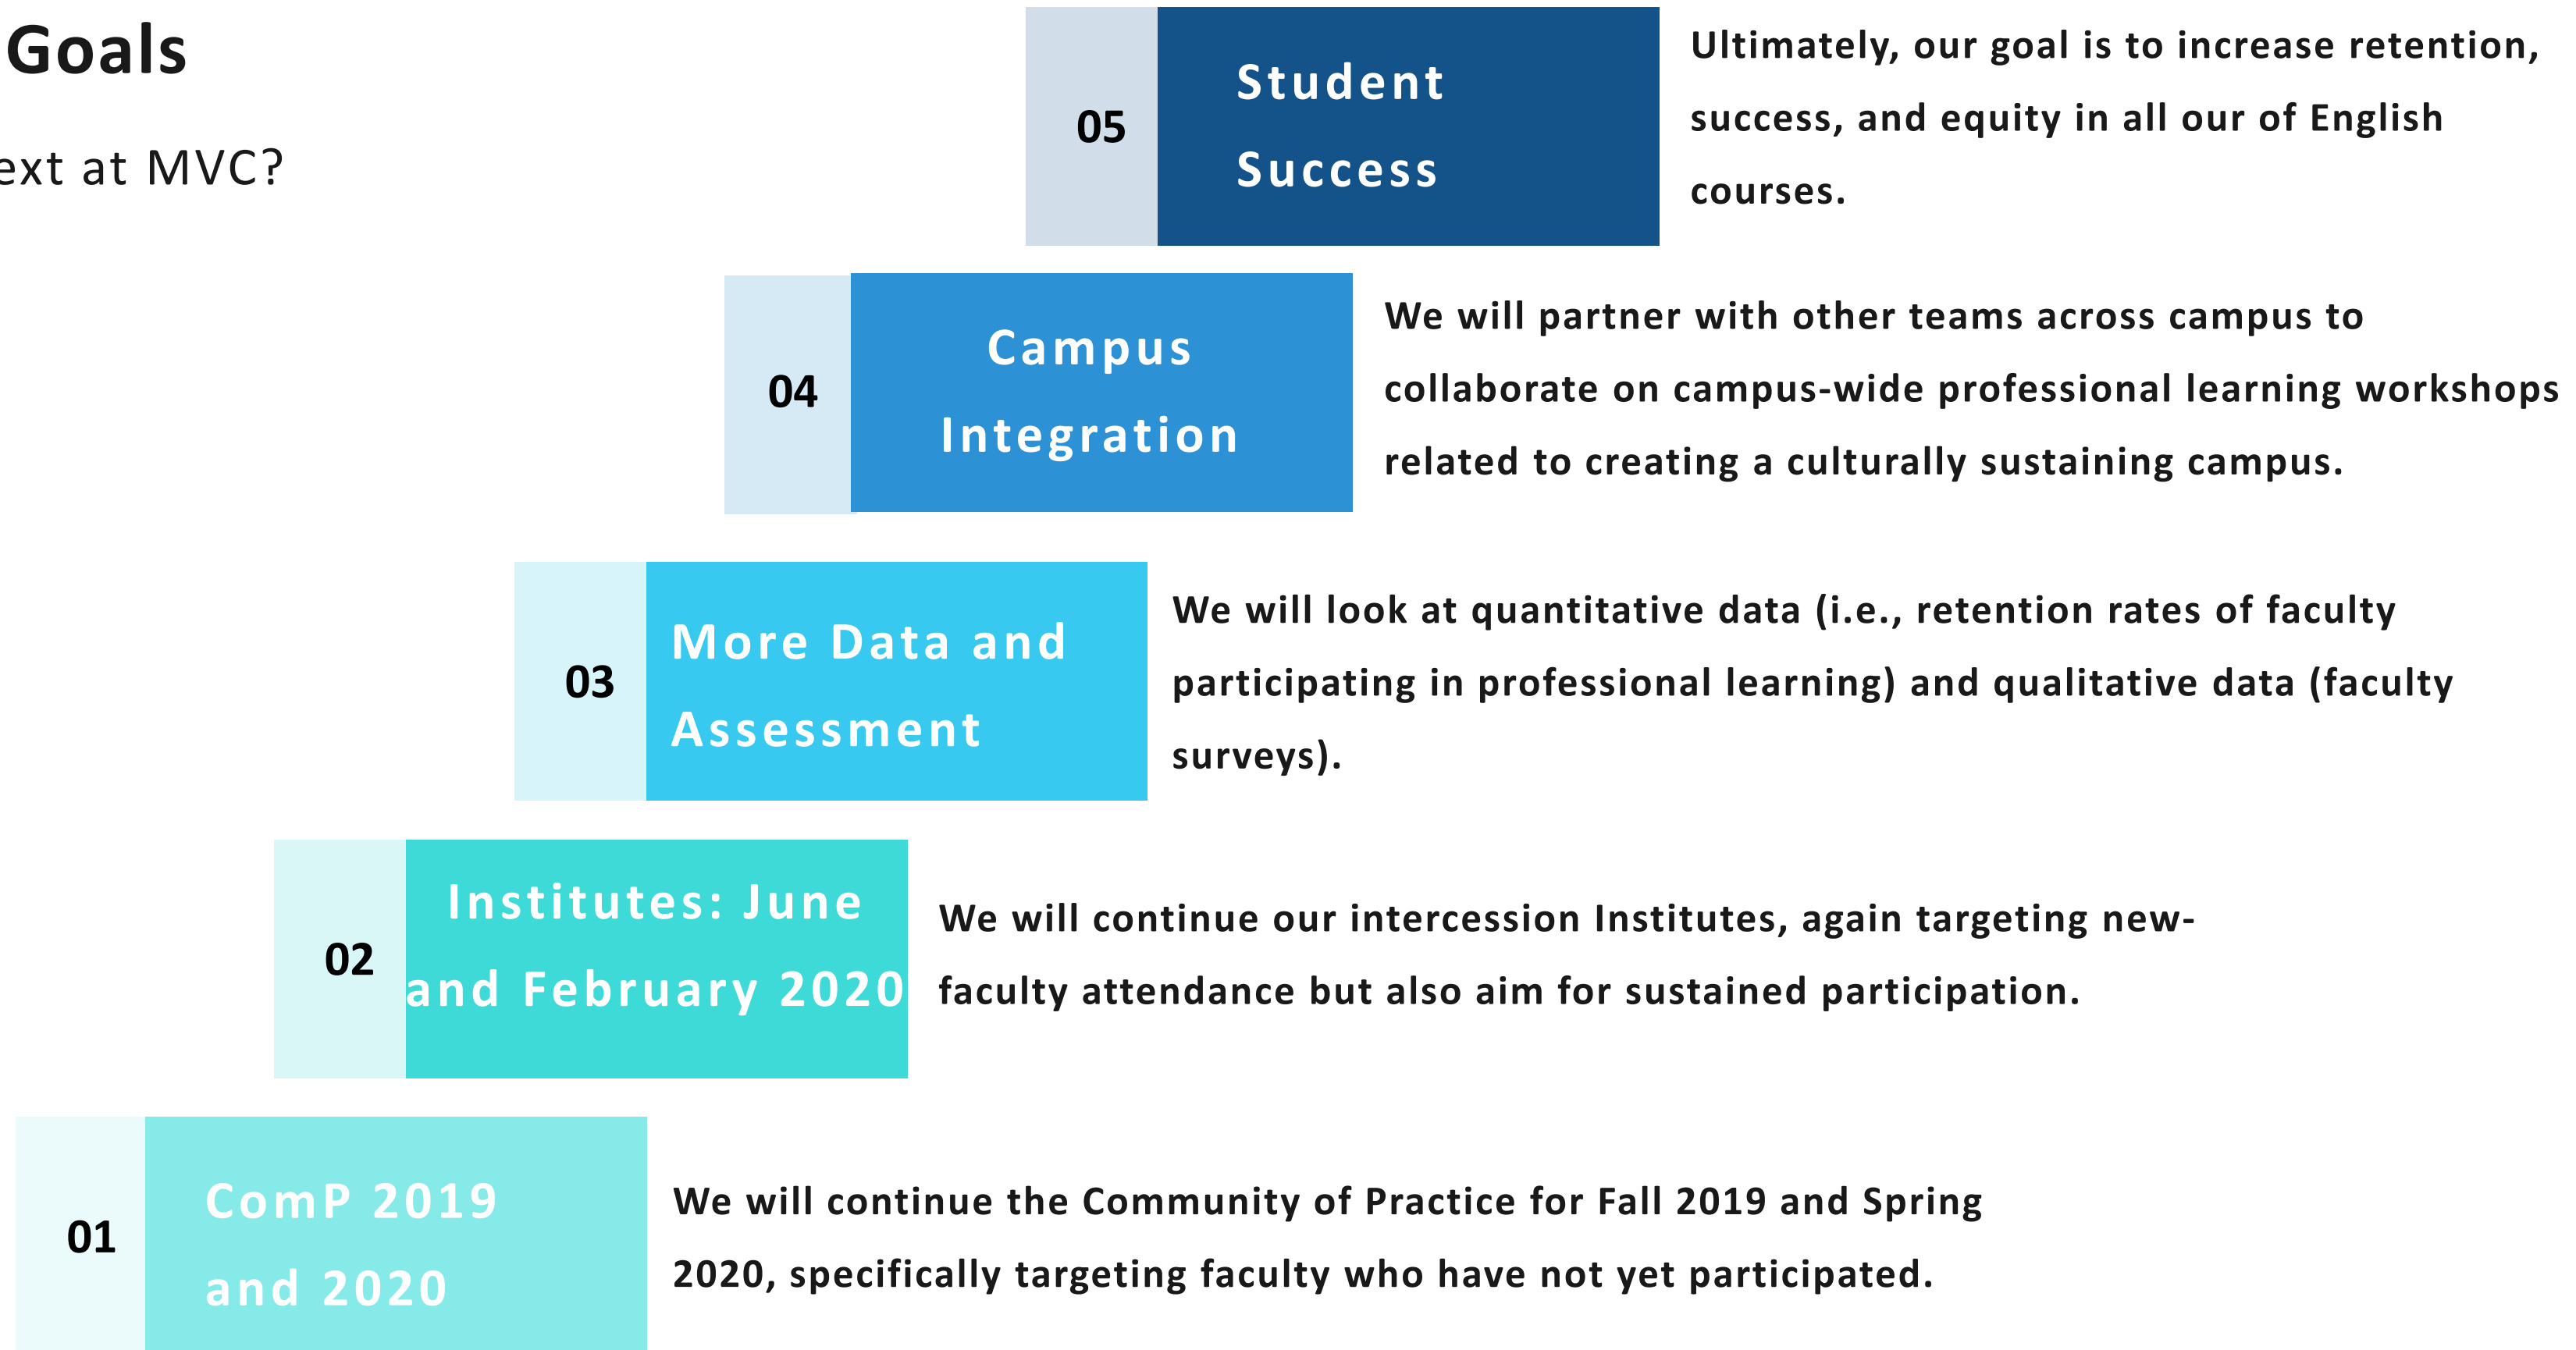 Goals
ext at MVC?
05
Student
Success
Ultimately, our goal is to increase retention,
success, and equity in all our of English
courses.
04
Campus
Integration
We will partner with other teams across campus to
collaborate on campus-wide professional learning workshops
related to creating a culturally sustaining campus.
03
More Data and
Assessment
We will look at quantitative data (i.e., retention rates of faculty
participating in professional learning) and qualitative data (faculty
surveys).
02
Institutes: June
and February 2020
We will continue our intercession Institutes, again targeting new-
faculty attendance but also aim for sustained participation.
01
ComP 2019
and 2020
We will continue the Community of Practice for Fall 2019 and Spring
2020, specifically targeting faculty who have not yet participated.